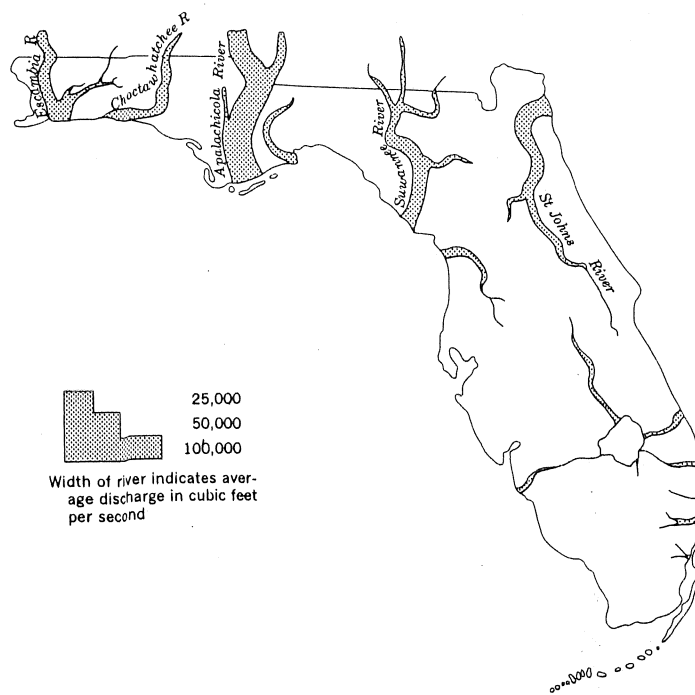 Escambia R
Choctawhatchee R
Apalachicola River
Suwannee River
St Johns
River
25,000
50,000
100,000
Width of river indicates aver-
age discharge in cubic feet
per second